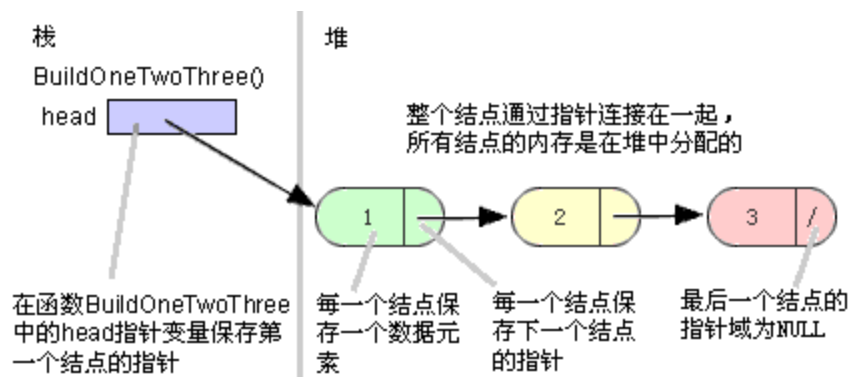 栈
堆
BuildOneTwoThree()
head
整个结点通过指针连接在一起，
所有结点的内存是在堆中分配的
1
2
3
/
在函数BuildOneTwoThree
中的head指针变量保存第
一个结点的指针
每一个结点保
存一个数据元
素
每一个结点保
存下一个结点
的指针
最后一个结点的
指针域为NULL